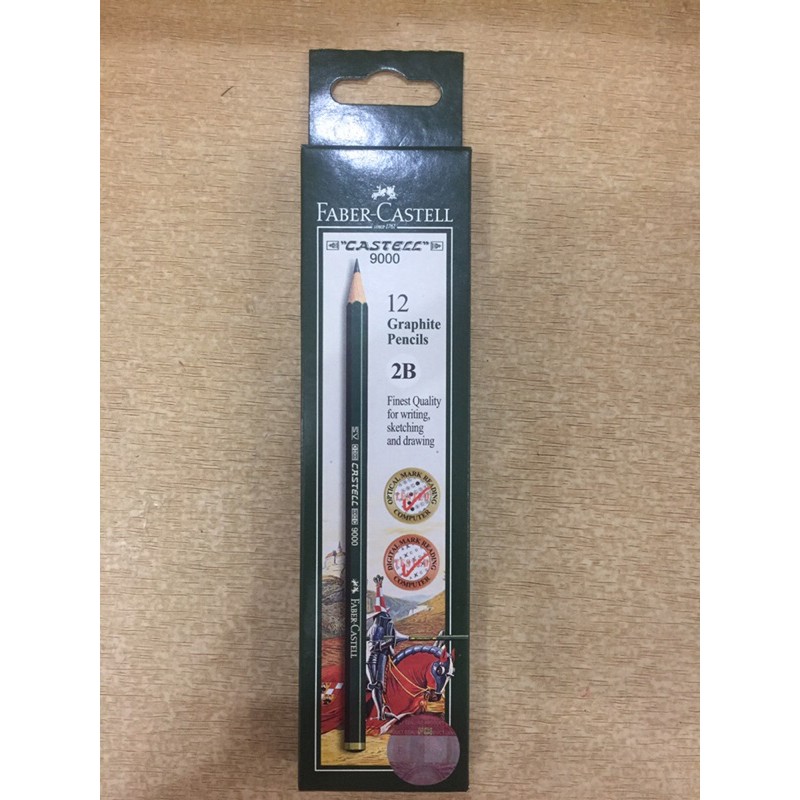 FABER-CASTELL
since 1761
"CASTELL"
9000
12
Graphite
Pencils
2B
Finest Quality
for writing,
sketching
and drawing
OPTICAL MARK READING
COMPUTER
DIGITAL MARK READING
COMPUTER
CASTELL 9000
FABER-CASTELL